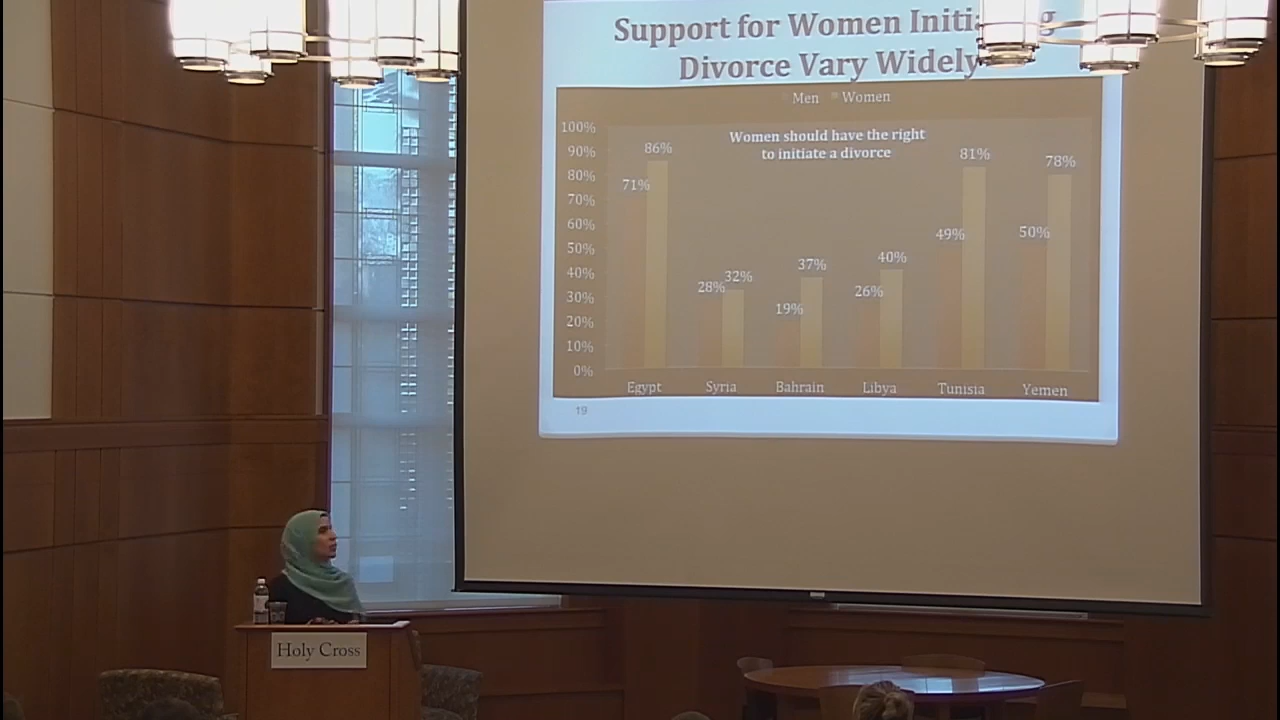 Support for Women Initia g
Divorce Vary Widely
Men Women
Women should have the right
to initiate a divorce
100%
90%
80%
70%
60%
50%
40%
30%
20%
10%
0%
71% 86%
28% 32%
19% 37%
26% 40%
49% 81%
50% 78%
Egypt Syria Bahrain Libya Tunisia Yemen
19
Holy Cross